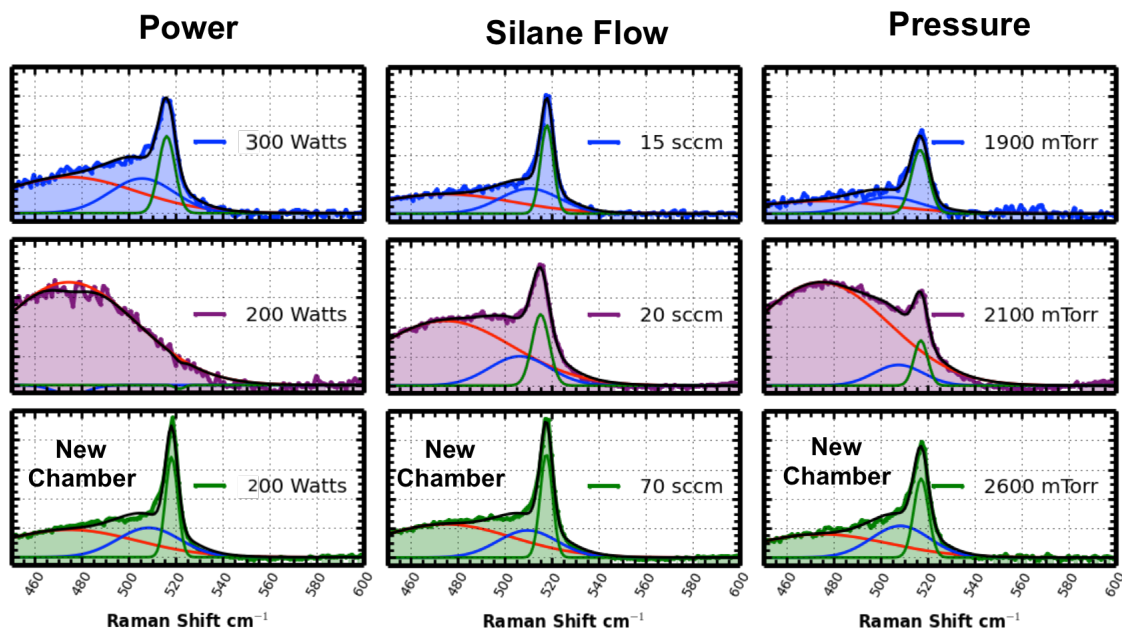 Power
Silane Flow
Pressure
300 Watts
15 sccm
1900 mTorr
200 Watts
20 sccm
2100 mTorr
New
Chamber
200 Watts
New
Chamber
70 sccm
New
Chamber
2600 mTorr
460 480 500 520 540 560 580 600
460 480 500 520 540 560 580 600
460 480 500 520 540 560 580 600
Raman Shift cm⁻¹
Raman Shift cm⁻¹
Raman Shift cm⁻¹